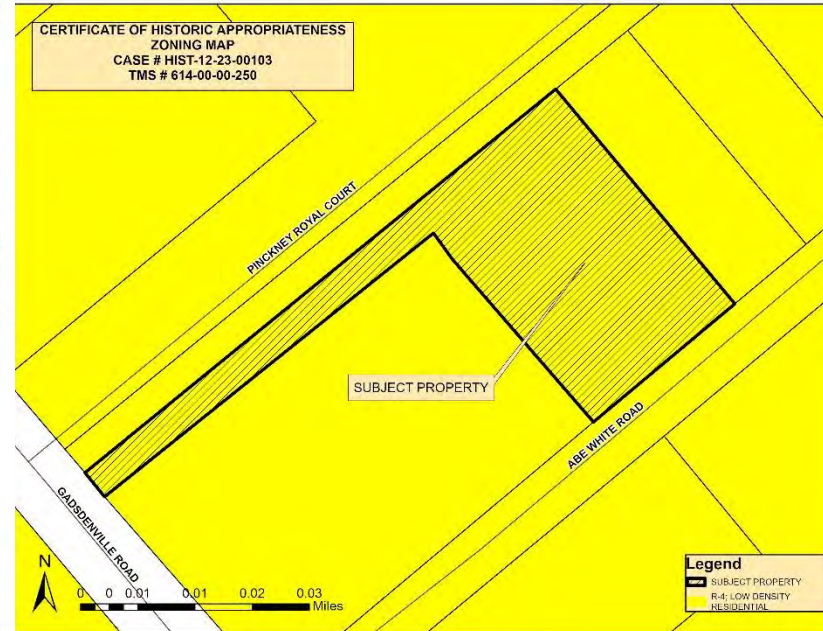 CERTIFICATE OF HISTORIC APPROPRIATENESS
ZONING MAP
CASE # HIST-12-23-00103
TMS # 614-00-00-250
PINCKNEY ROYAL COURT
SUBJECT PROPERTY
ABE WHITE ROAD
GADSDENVILLE ROAD
N
0 0 0.01 0.01 0.02 0.03
Miles
Legend
SUBJECT PROPERTY
R-4; LOW DENSITY
RESIDENTIAL